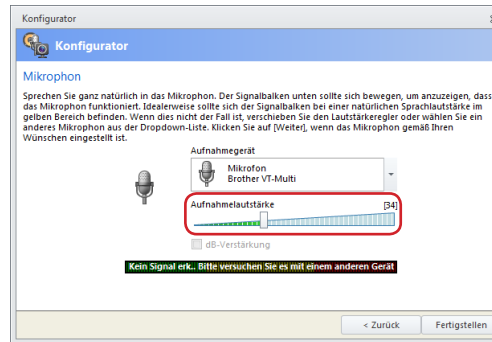 Konfigurator
Konfigurator
Mikrophon
Sprechen Sie ganz natürlich in das Mikrophon. Der Signalbalken unten sollte sich bewegen, um anzuzeigen, dass
das Mikrophon funktioniert. Idealerweise sollte sich der Signalbalken bei einer natürlichen Sprachlautstärke im
gelben Bereich befinden. Wenn dies nicht der Fall ist, verschieben Sie den Lautstärkeregler oder wählen Sie ein
anderes Mikrophon aus der Dropdown-Liste. Klicken Sie auf [Weiter], wenn das Mikrophon gemäß Ihren
Wünschen eingestellt ist.
Aufnahmegerät
Mikrofon
Brother VT-Multi
Aufnahmelautstärke [34]
dB-Verstärkung
Kein Signal erk.. Bitte versuchen Sie es mit einem anderen Gerät
< Zurück Fertigstellen